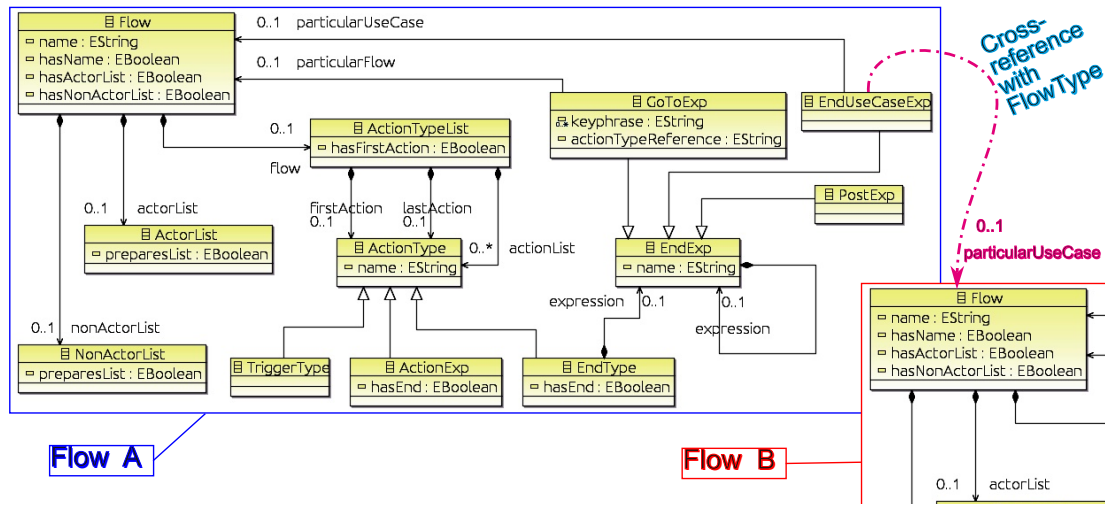 Flow
name : EString
hasName : EBoolean
hasActorList : EBoolean
hasNonActorList : EBoolean
0..1 particularUseCase
0..1 particularFlow
Cross-
reference
with
FlowType
GoToExp
keyphrase : EString
actionTypeReference : EString
EndUseCaseExp
0..1
flow
ActionTypeList
hasFirstAction : EBoolean
PostExp
firstAction
0..1
lastAction
0..1
0..* actionList
0..1 actorList
ActorList
preparesList : EBoolean
ActionType
name : EString
EndExp
name : EString
0..1
particularUseCase
expression 0..1
0..1
expression
0..1 nonActorList
NonActorList
preparesList : EBoolean
TriggerType
ActionExp
hasEnd : EBoolean
EndType
hasEnd : EBoolean
Flow
name : EString
hasName : EBoolean
hasActorList : EBoolean
hasNonActorList : EBoolean
Flow A
Flow B
0..1 actorList